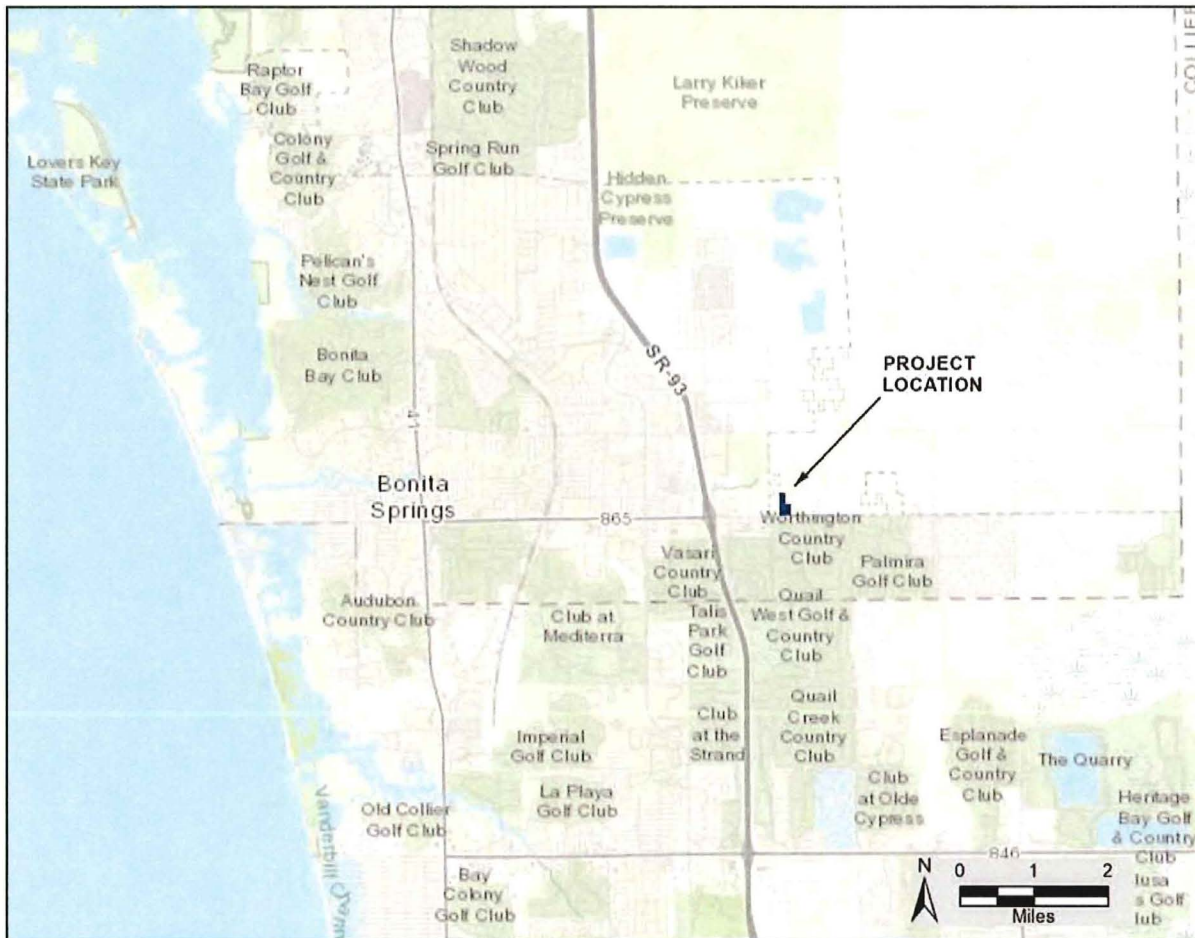 COLLIER
Shadow
Wood
Country
Club
Raptor
Bay Golf
Club
Larry Kiker
Preserve
Colony
Golf &
Country
Club
Spring Run
Golf Club
Lovers Key
State Park
Hidden
Cypress
Preserve
Pelican's
Nest Golf
Club
Bonita
Bay Club
SR-93
PROJECT
LOCATION
41
Bonita
Springs
865
Worthington
Country
Club
Vasari
Country
Club
Palmira
Golf Club
Audubon
Country Club
Club at
Mediterra
Talis
Park
Golf
Club
Quail
West Golf &
Country
Club
Imperial
Golf Club
Club
at the
Strand
Quail
Creek
Country
Club
Esplanade
Golf &
Country
Club
The Quarry
La Playa
Golf Club
Old Collier
Golf Club
Club
at Olde
Cypress
Heritage
Bay Golf
& Country
Club
Vanderbilt
846
Bay
Colony
Golf Club
N
0 1 2
Miles
lusa
s Golf
lub